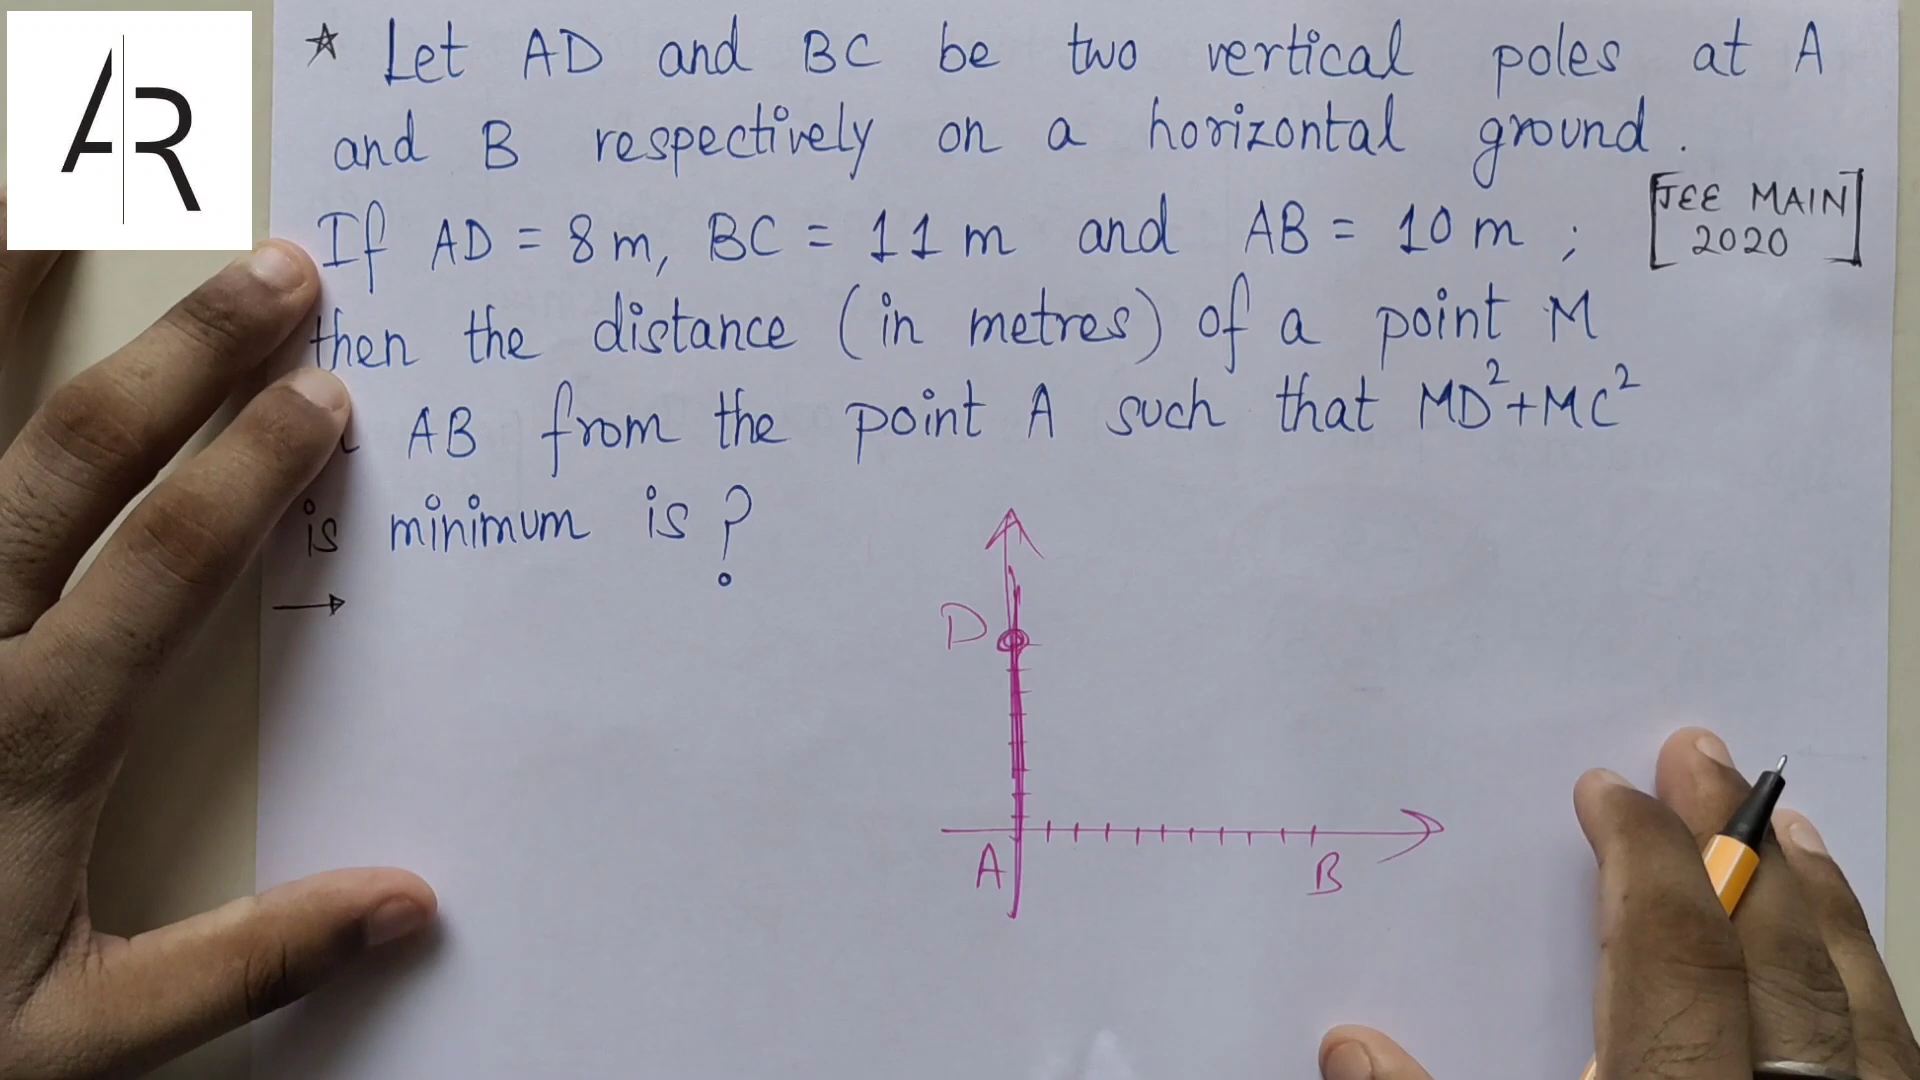 AR
☆ Let AD and BC be two vertical poles at A
and B respectively on a horizontal ground.
If AD = 8 m, BC = 11 m and AB = 10 m ;
[JEE MAIN
2020]
then the distance (in metres) of a point M
AB from the point A such that MD²+MC²
is minimum is ?
→
D
A
B